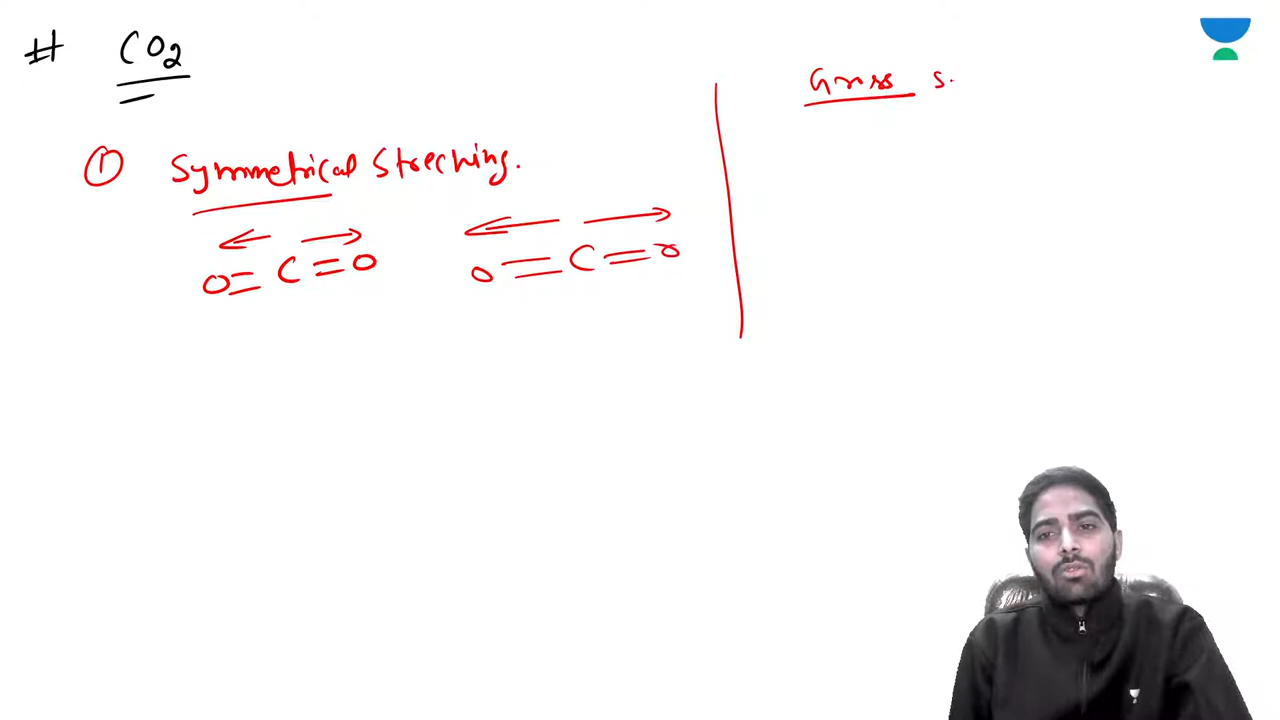 # CO₂
① Symmetrical Streching.
O=C=O O=C=O
Gross s.